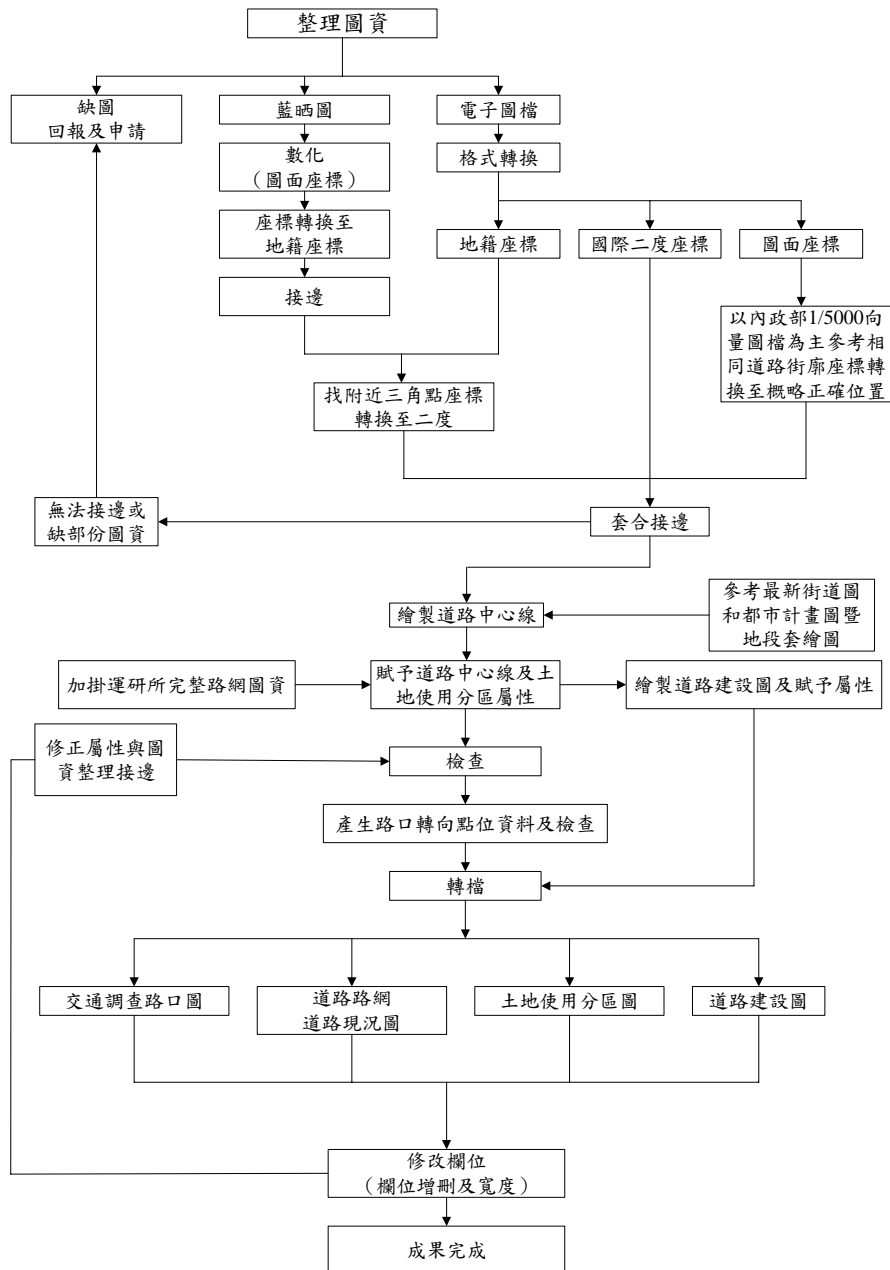 整理圖資
缺圖
回報及申請
藍晒圖
電子圖檔
數化
（圖面座標）
格式轉換
座標轉換至
地籍座標
地籍座標
國際二度座標
圖面座標
接邊
以內政部1/5000向
量圖檔為主參考相
同道路街廓座標轉
換至概略正確位置
找附近三角點座標
轉換至二度
無法接邊或
缺部份圖資
套合接邊
繪製道路中心線
參考最新街道圖
和都市計畫圖暨
地段套繪圖
加掛運研所完整路網圖資
賦予道路中心線及土
地使用分區屬性
繪製道路建設圖及賦予屬性
修正屬性與圖
資整理接邊
檢查
產生路口轉向點位資料及檢查
轉檔
交通調查路口圖
道路路網
道路現況圖
土地使用分區圖
道路建設圖
修改欄位
（欄位增刪及寬度）
成果完成